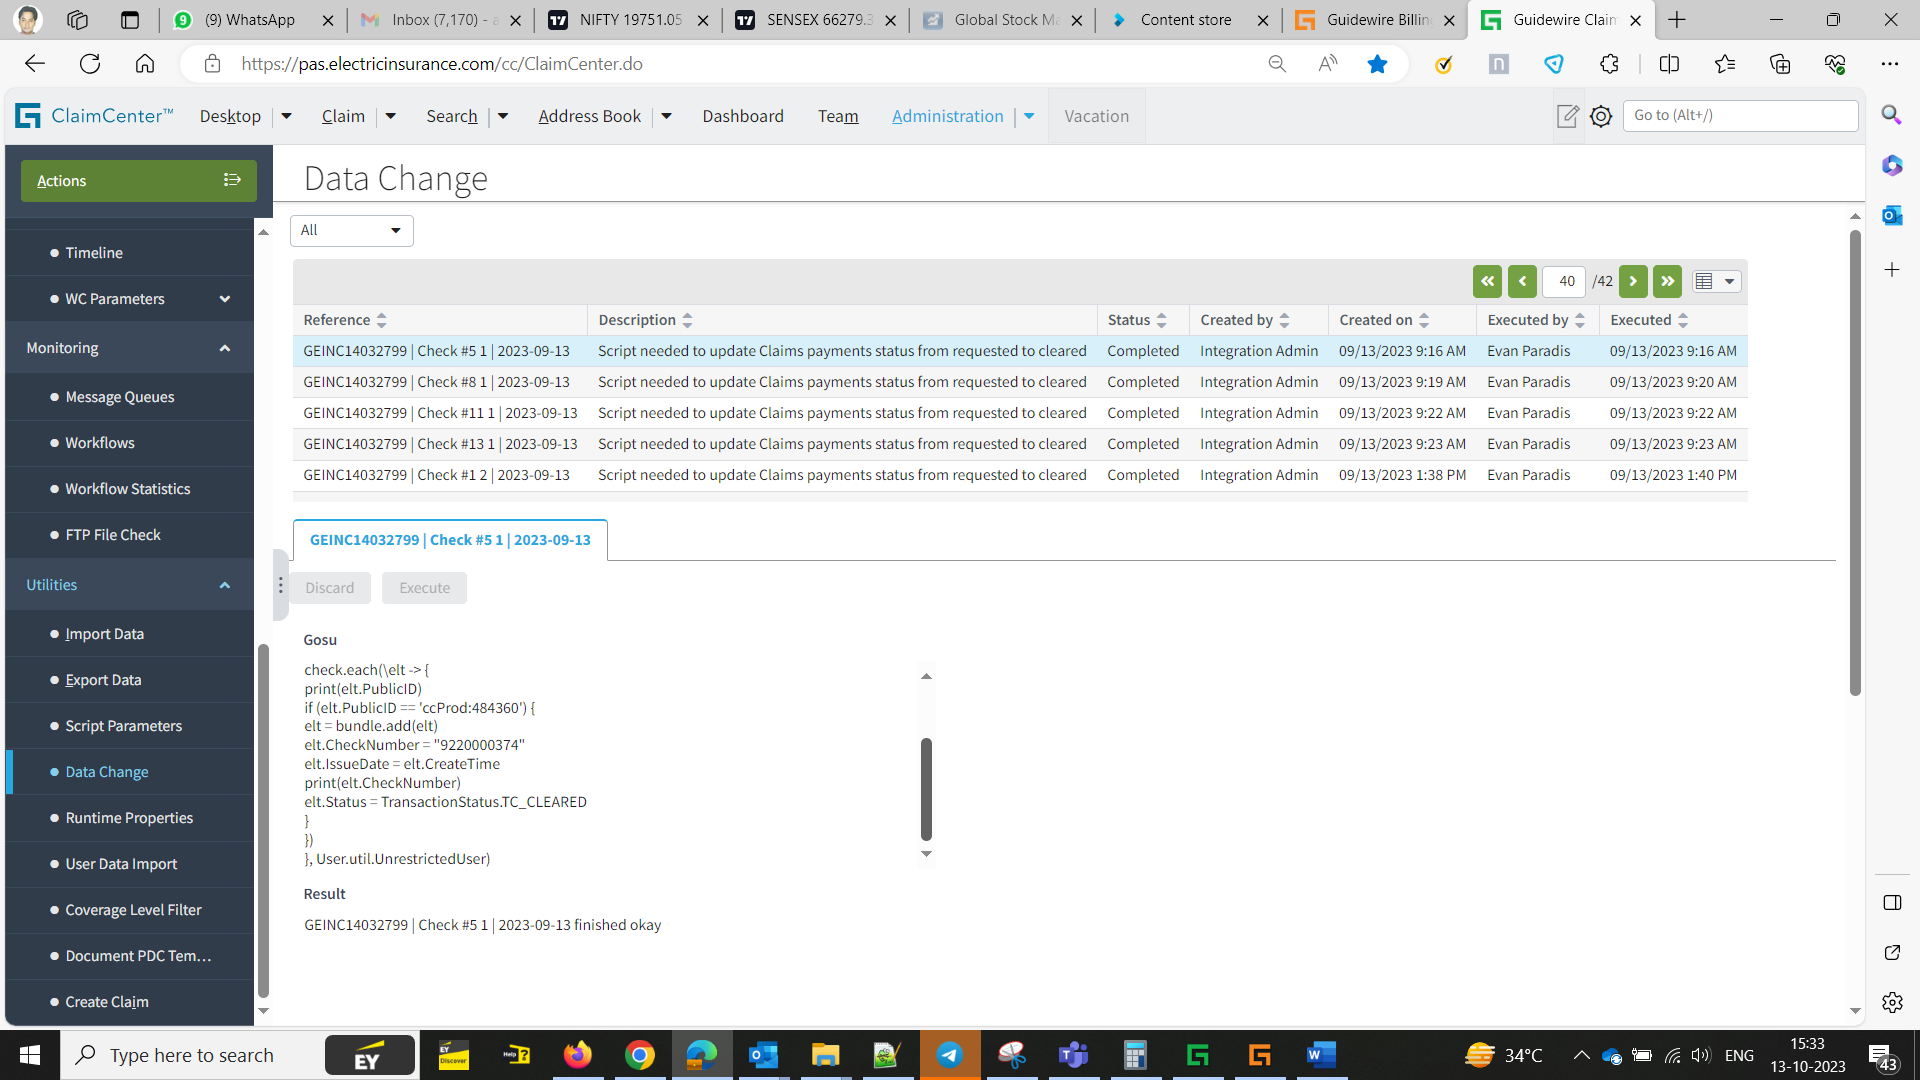 (9) WhatsApp
Inbox (7,170) - a
NIFTY 19751.05
SENSEX 66279.3
Global Stock Ma
Content store
Guidewire Billin
Guidewire Claim
https://pas.electricinsurance.com/cc/ClaimCenter.do
ClaimCenter™
Desktop
Claim
Search
Address Book
Dashboard
Team
Administration
Vacation
Go to (Alt+/)
Actions
Timeline
WC Parameters
Monitoring
Message Queues
Workflows
Workflow Statistics
FTP File Check
Utilities
Import Data
Export Data
Script Parameters
Data Change
Runtime Properties
User Data Import
Coverage Level Filter
Document PDC Tem...
Create Claim
Data Change
All
40 /42
Reference Description Status Created by Created on Executed by Executed
GEINC14032799 | Check #5 1 | 2023-09-13 Script needed to update Claims payments status from requested to cleared Completed Integration Admin 09/13/2023 9:16 AM Evan Paradis 09/13/2023 9:16 AM
GEINC14032799 | Check #8 1 | 2023-09-13 Script needed to update Claims payments status from requested to cleared Completed Integration Admin 09/13/2023 9:19 AM Evan Paradis 09/13/2023 9:20 AM
GEINC14032799 | Check #11 1 | 2023-09-13 Script needed to update Claims payments status from requested to cleared Completed Integration Admin 09/13/2023 9:22 AM Evan Paradis 09/13/2023 9:22 AM
GEINC14032799 | Check #13 1 | 2023-09-13 Script needed to update Claims payments status from requested to cleared Completed Integration Admin 09/13/2023 9:23 AM Evan Paradis 09/13/2023 9:23 AM
GEINC14032799 | Check #1 2 | 2023-09-13 Script needed to update Claims payments status from requested to cleared Completed Integration Admin 09/13/2023 1:38 PM Evan Paradis 09/13/2023 1:40 PM
GEINC14032799 | Check #5 1 | 2023-09-13
Discard Execute
Gosu
check.each(\elt -> {
print(elt.PublicID)
if (elt.PublicID == 'ccProd:484360') {
elt = bundle.add(elt)
elt.CheckNumber = "9220000374"
elt.IssueDate = elt.CreateTime
print(elt.CheckNumber)
elt.Status = TransactionStatus.TC_CLEARED
}
})
}, User.util.UnrestrictedUser)
Result
GEINC14032799 | Check #5 1 | 2023-09-13 finished okay
Type here to search
EY
EY
Discover
Help ?
34°C
ENG
15:33
13-10-2023
43